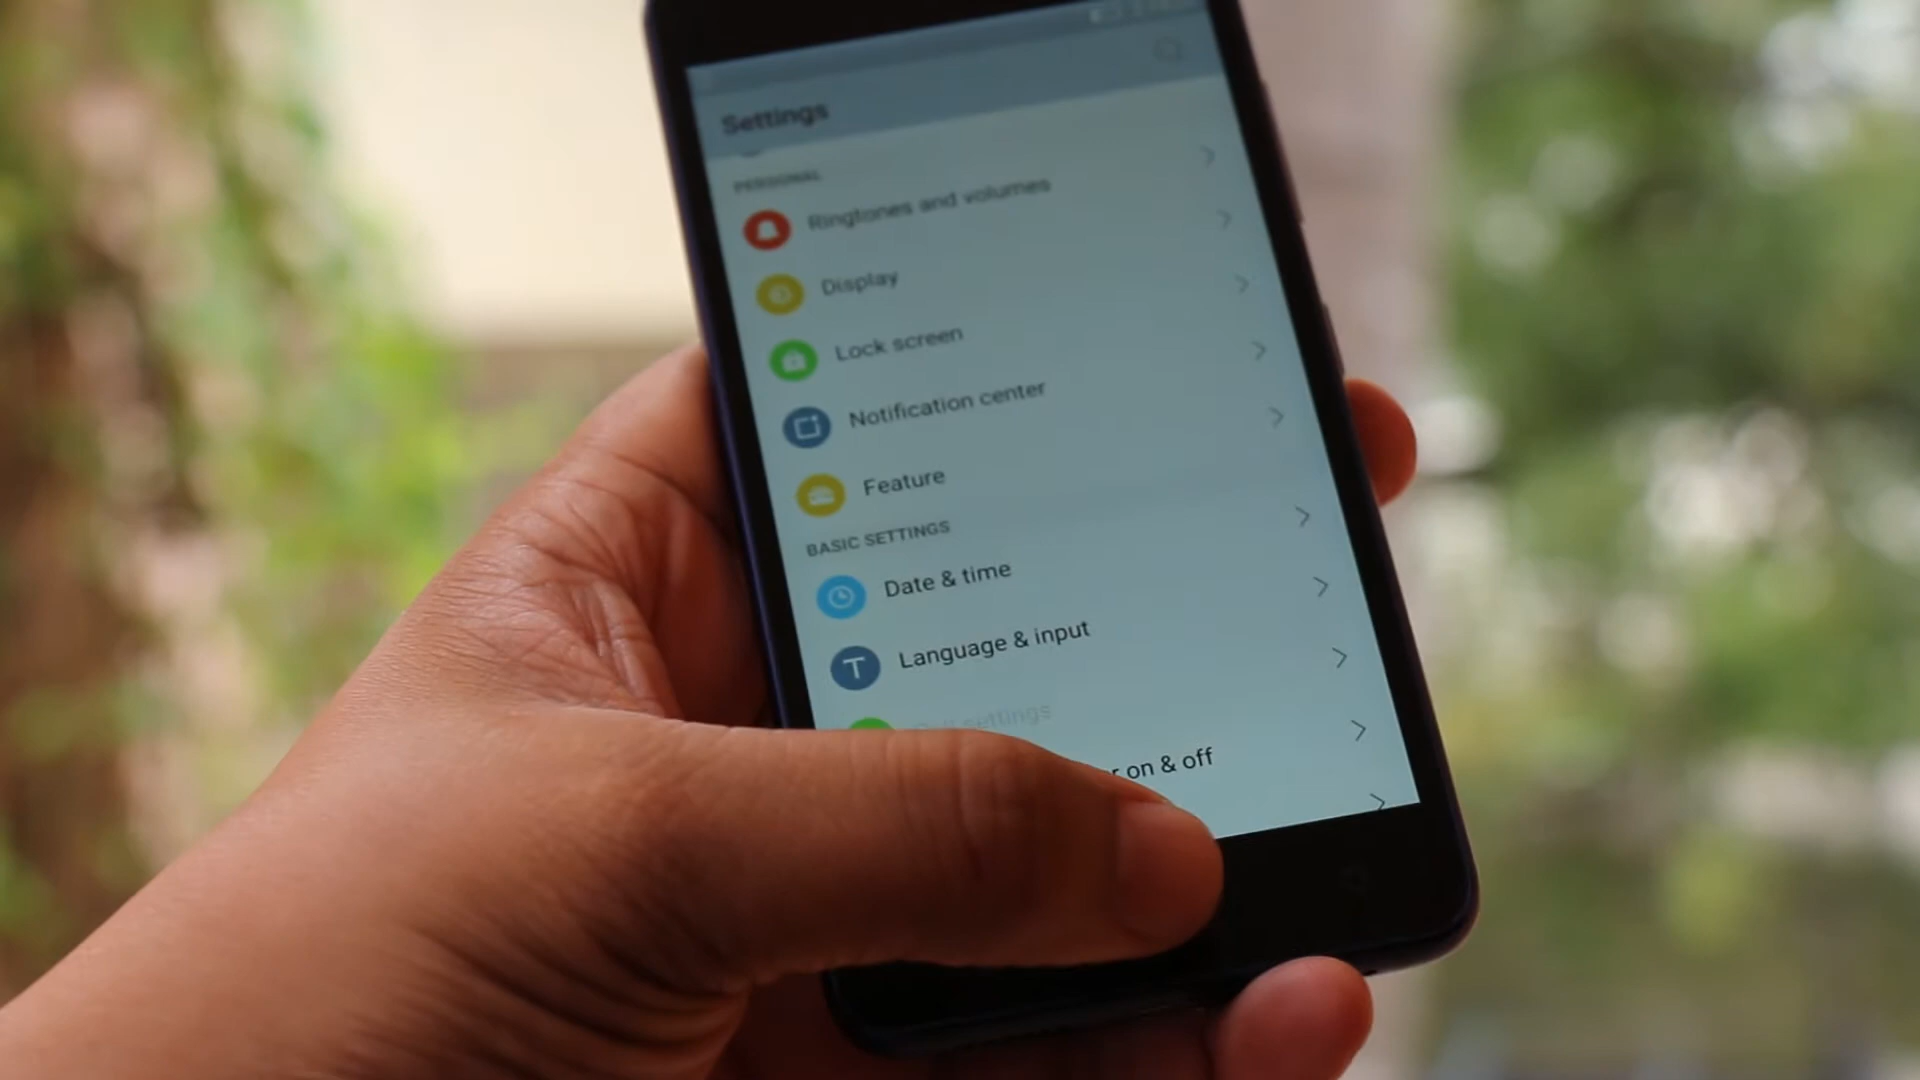 Settings
PERSONAL
Ringtones and volumes
Display
Lock screen
Notification center
Feature
BASIC SETTINGS
Date & time
Language & input
settings
on & off